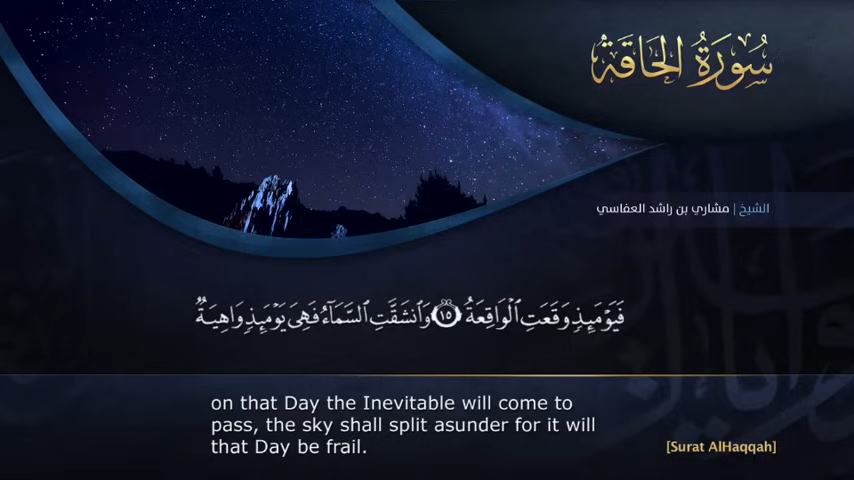 سُورَةُ الحَاقَة
الشيخ | مشاري بن راشد العفاسي
فَيَوْمَئِذٍ وَقَعَتِ ٱلْوَاقِعَةُ ١٥ وَٱنشَقَّتِ ٱلسَّمَآءُ فَهِىَ يَوْمَئِذٍ وَاهِيَةٌ
on that Day the Inevitable will come to
pass, the sky shall split asunder for it will
that Day be frail.
[Surat AlHaqqah]